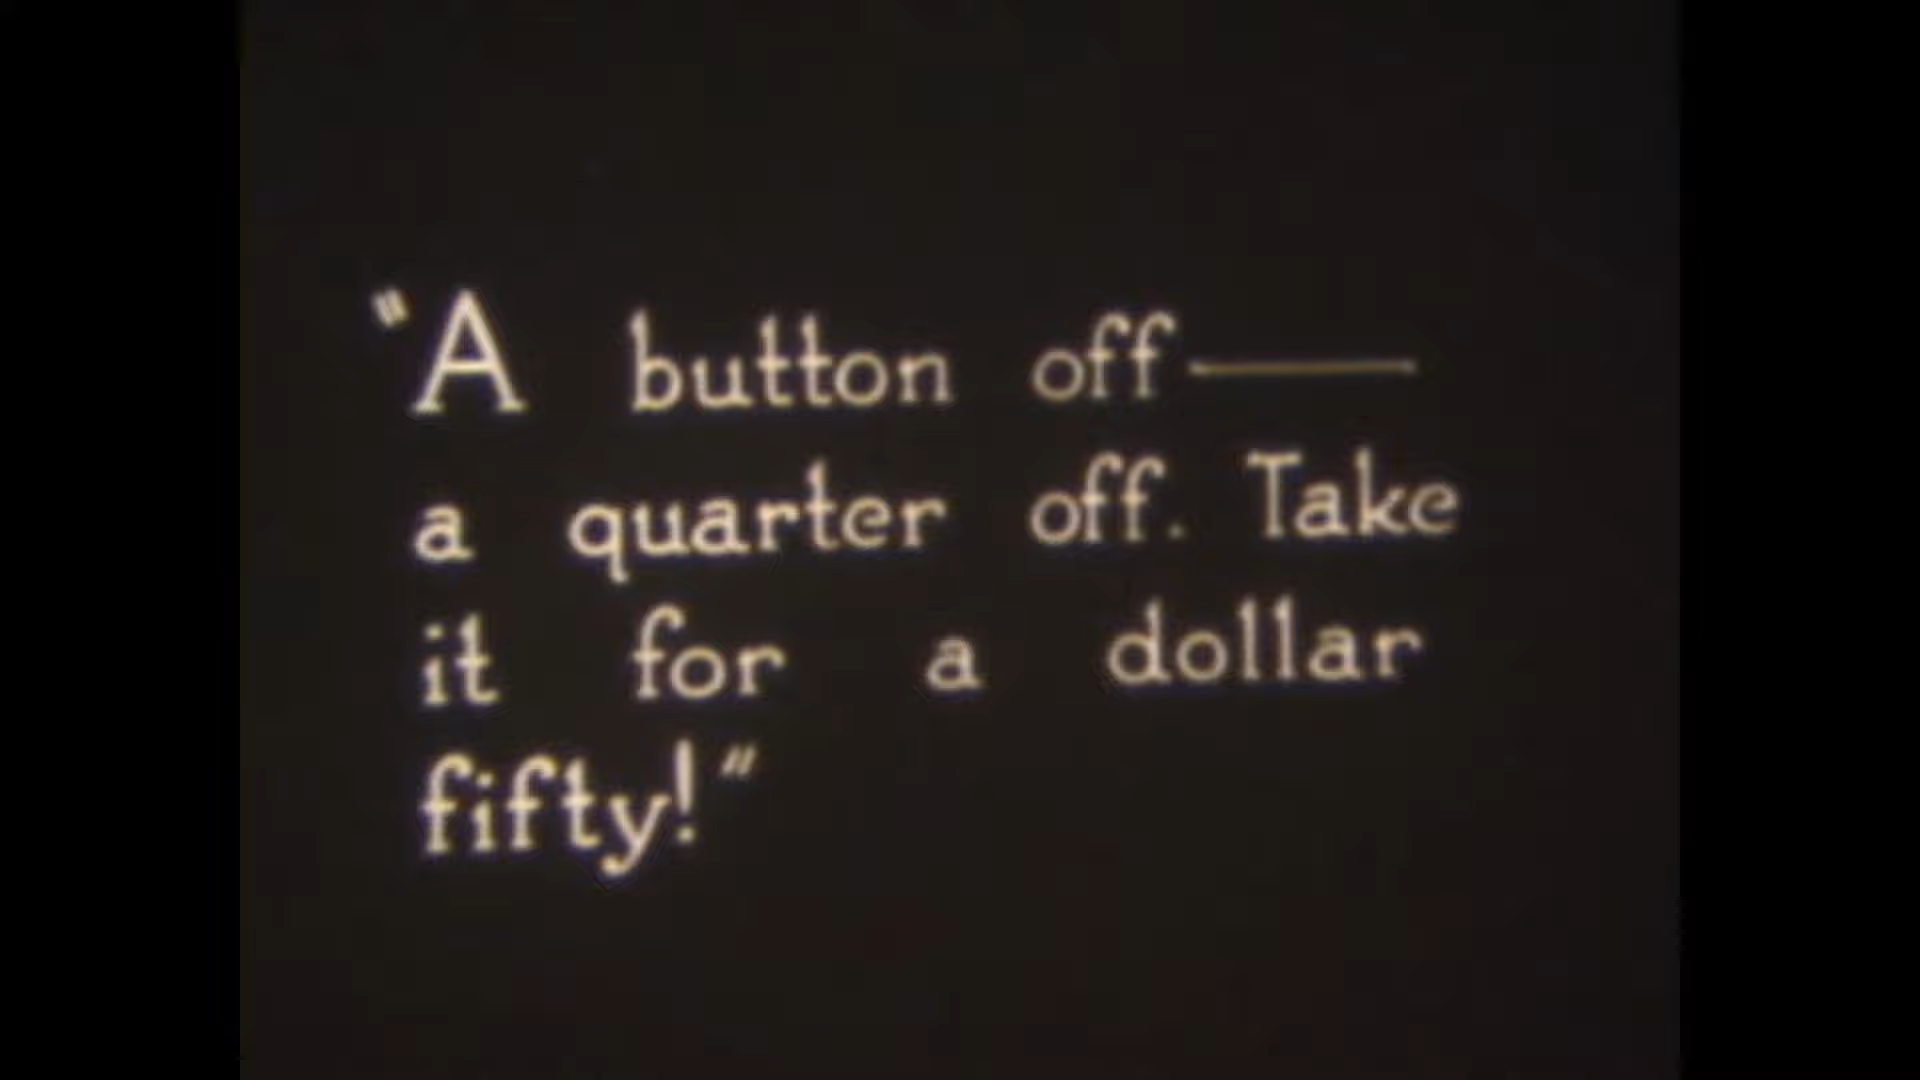 "A button off——
a quarter off. Take
it for a dollar
fifty!"